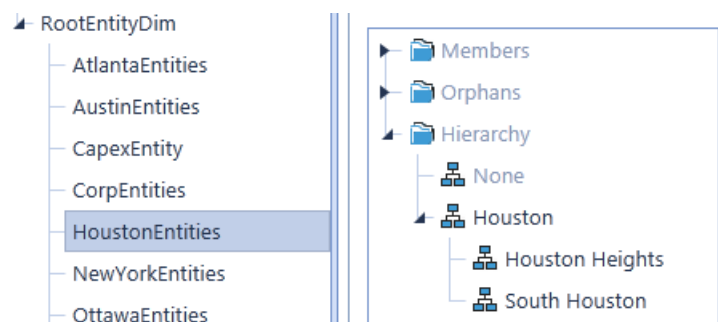 RootEntityDim
AtlantaEntities
AustinEntities
CapexEntity
CorpEntities
HoustonEntities
NewYorkEntities
OttawaEntities
Members
Orphans
Hierarchy
None
Houston
Houston Heights
South Houston